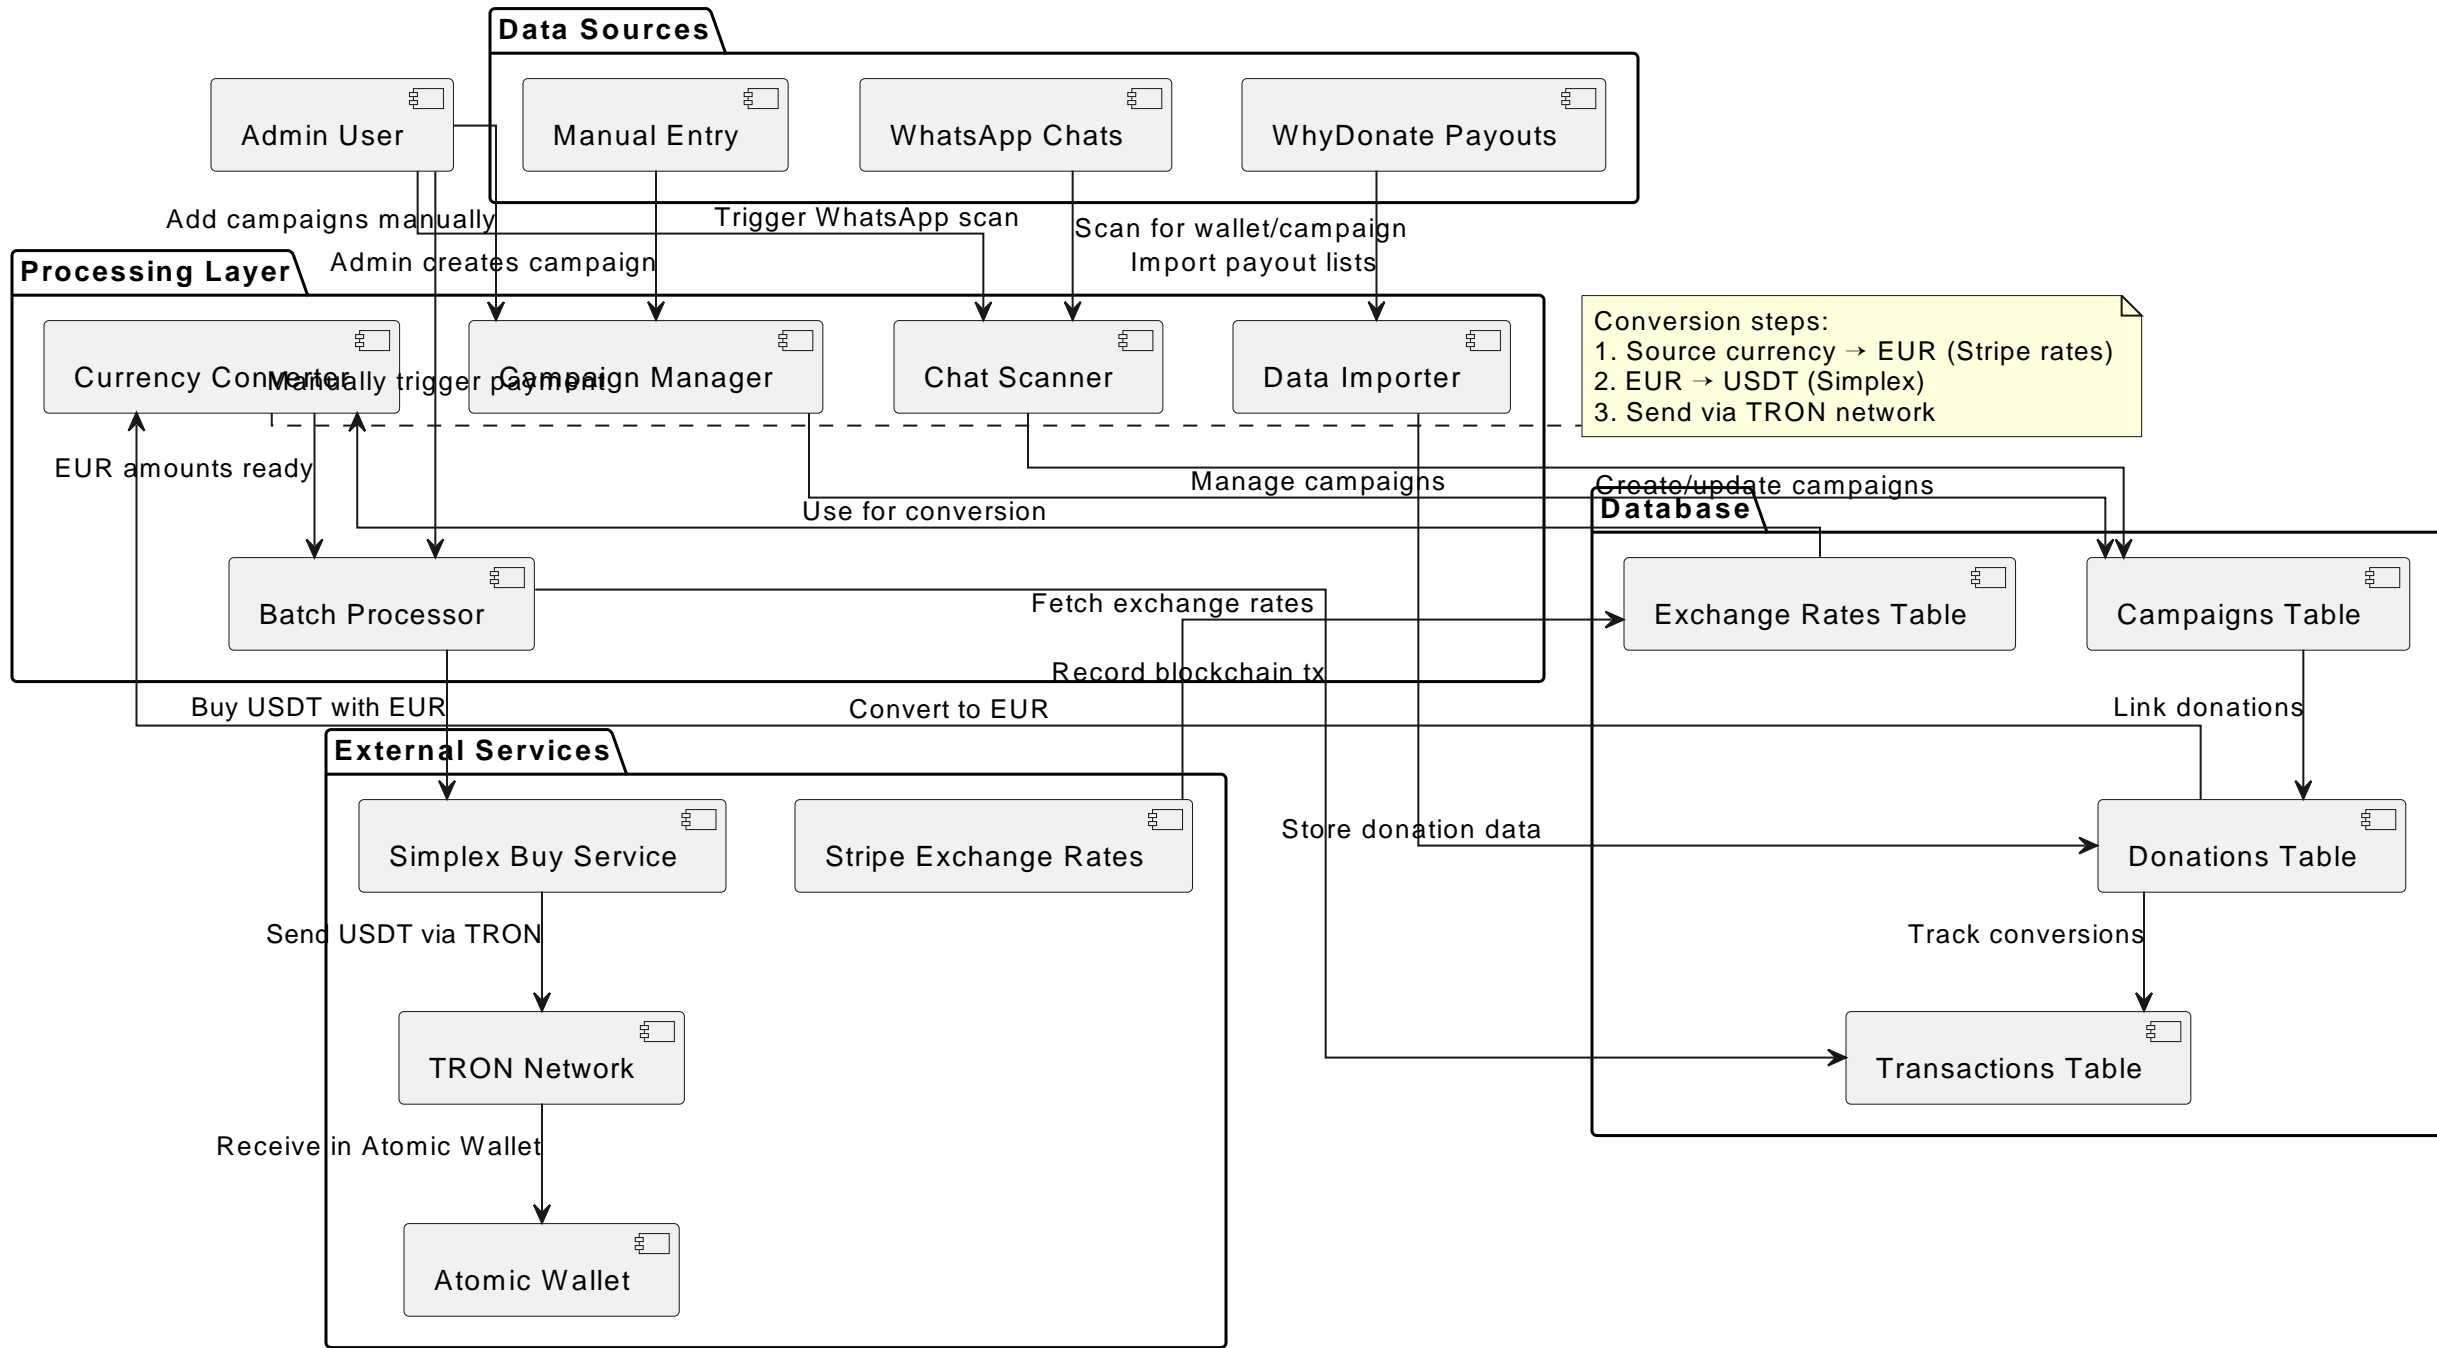 Data Sources
Admin User
Manual Entry
WhatsApp Chats
WhyDonate Payouts
Add campaigns manually
Trigger WhatsApp scan
Scan for wallet/campaign
Admin creates campaign
Import payout lists
Processing Layer
Currency Converter
Manually trigger payment
Campaign Manager
Chat Scanner
Data Importer
Conversion steps:
1. Source currency → EUR (Stripe rates)
2. EUR → USDT (Simplex)
3. Send via TRON network
EUR amounts ready
Manage campaigns
Create/update campaigns
Use for conversion
Database
Batch Processor
Fetch exchange rates
Exchange Rates Table
Campaigns Table
Record blockchain tx
Buy USDT with EUR
Convert to EUR
Link donations
External Services
Simplex Buy Service
Stripe Exchange Rates
Store donation data
Donations Table
Send USDT via TRON
Track conversions
TRON Network
Transactions Table
Receive in Atomic Wallet
Atomic Wallet